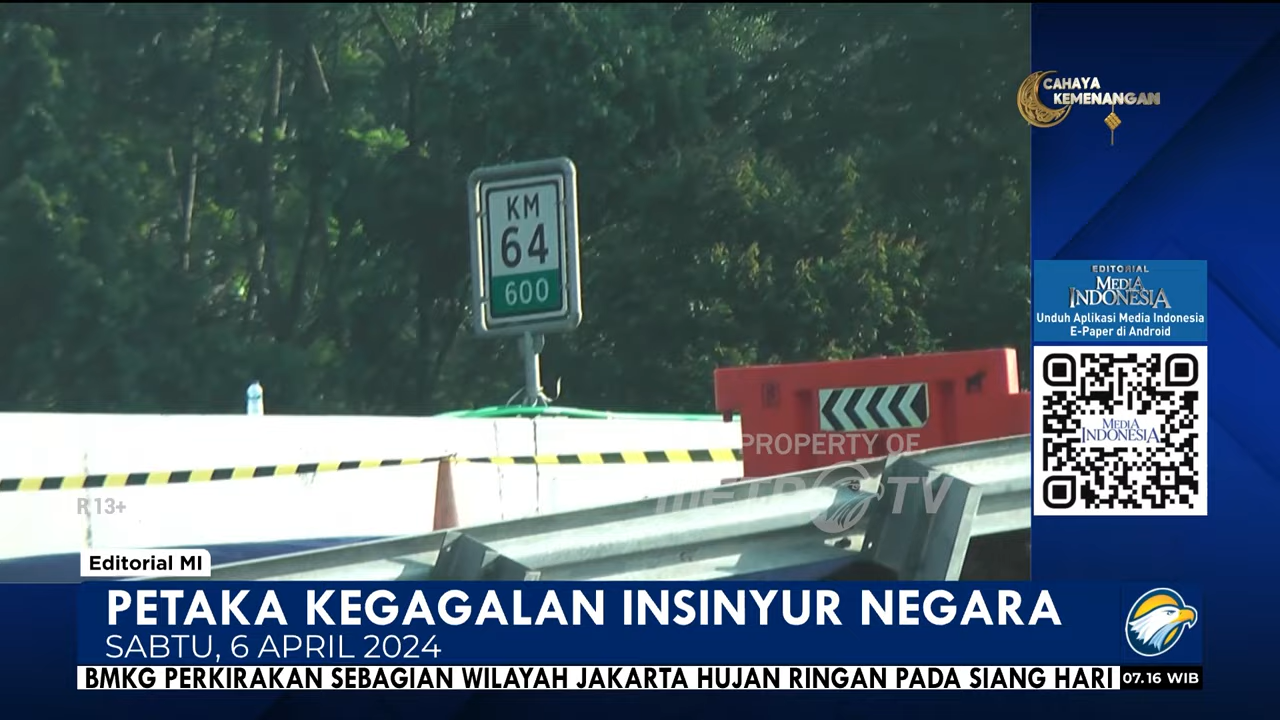 CAHAYA
KEMENANGAN
KM
64
600
EDITORIAL
MEDIA
INDONESIA
Unduh Aplikasi Media Indonesia
E-Paper di Android
MEDIA
INDONESIA
PROPERTY OF
METRO TV
R 13+
Editorial MI
PETAKA KEGAGALAN INSINYUR NEGARA
SABTU, 6 APRIL 2024
BMKG PERKIRAKAN SEBAGIAN WILAYAH JAKARTA HUJAN RINGAN PADA SIANG HARI
07.16 WIB